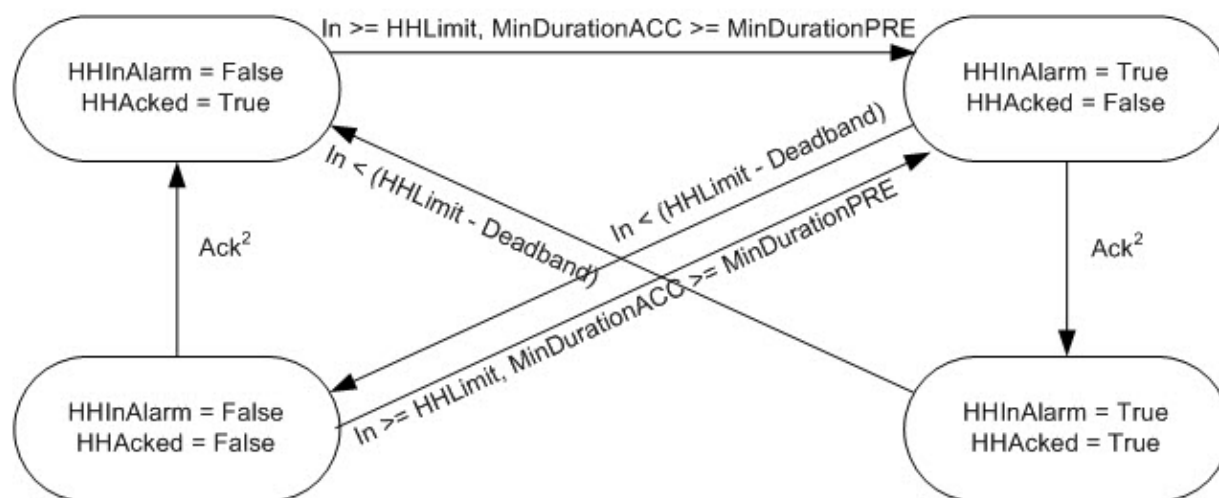 In >= HHLimit, MinDurationACC >= MinDurationPRE
HHInAlarm = False
HHAcked = True
HHInAlarm = True
HHAcked = False
In < (HHLimit - Deadband)
In < (HHLimit - Deadband)
In >= HHLimit, MinDurationACC >= MinDurationPRE
Ack²
Ack²
HHInAlarm = False
HHAcked = False
HHInAlarm = True
HHAcked = True